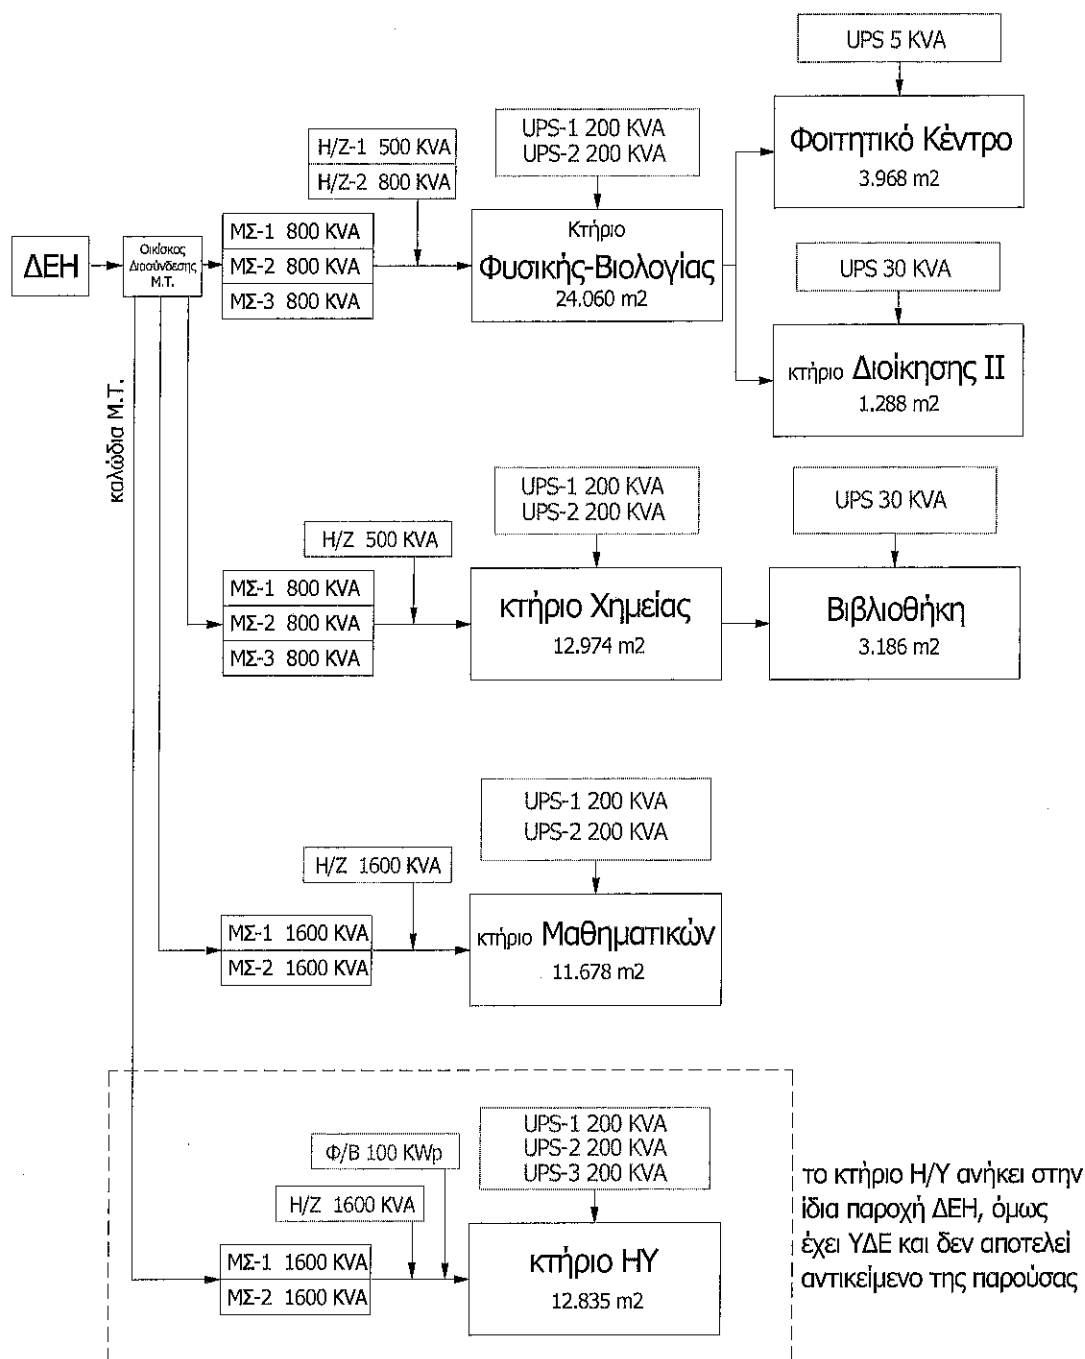 UPS 5 KVA
Φοιτητικό Κέντρο
3.968 m2
Η/Ζ-1 500 KVA
Η/Ζ-2 800 KVA
UPS-1 200 KVA
UPS-2 200 KVA
ΔΕΗ
Οικίσκος
Διασύνδεσης
Μ.Τ.
ΜΣ-1 800 KVA
ΜΣ-2 800 KVA
ΜΣ-3 800 KVA
Κτήριο
Φυσικής-Βιολογίας
24.060 m2
UPS 30 KVA
κτήριο Διοίκησης ΙΙ
1.288 m2
καλώδια Μ.Τ.
UPS-1 200 KVA
UPS-2 200 KVA
UPS 30 KVA
Η/Ζ 500 KVA
ΜΣ-1 800 KVA
ΜΣ-2 800 KVA
ΜΣ-3 800 KVA
κτήριο Χημείας
12.974 m2
Βιβλιοθήκη
3.186 m2
UPS-1 200 KVA
UPS-2 200 KVA
Η/Ζ 1600 KVA
ΜΣ-1 1600 KVA
ΜΣ-2 1600 KVA
κτήριο Μαθηματικών
11.678 m2
UPS-1 200 KVA
UPS-2 200 KVA
UPS-3 200 KVA
Φ/Β 100 KWp
Η/Ζ 1600 KVA
ΜΣ-1 1600 KVA
ΜΣ-2 1600 KVA
κτήριο ΗΥ
12.835 m2
το κτήριο Η/Υ ανήκει στην
ίδια παροχή ΔΕΗ, όμως
έχει ΥΔΕ και δεν αποτελεί
αντικείμενο της παρούσας